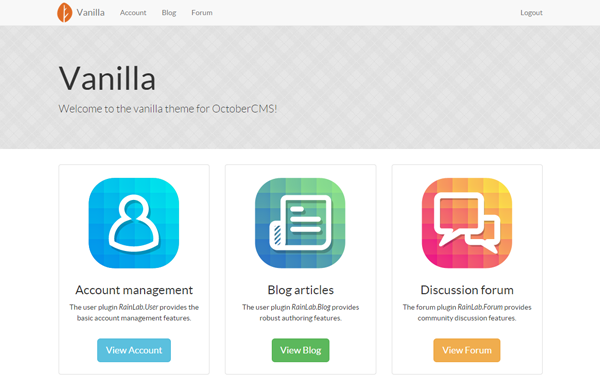 Vanilla Account Blog Forum Logout
Vanilla
Welcome to the vanilla theme for OctoberCMS!
Account management
The user plugin RainLab.User provides the
basic account management features.
View Account
Blog articles
The user plugin RainLab.Blog provides
robust authoring features.
View Blog
Discussion forum
The forum plugin RainLab.Forum provides
community discussion features.
View Forum